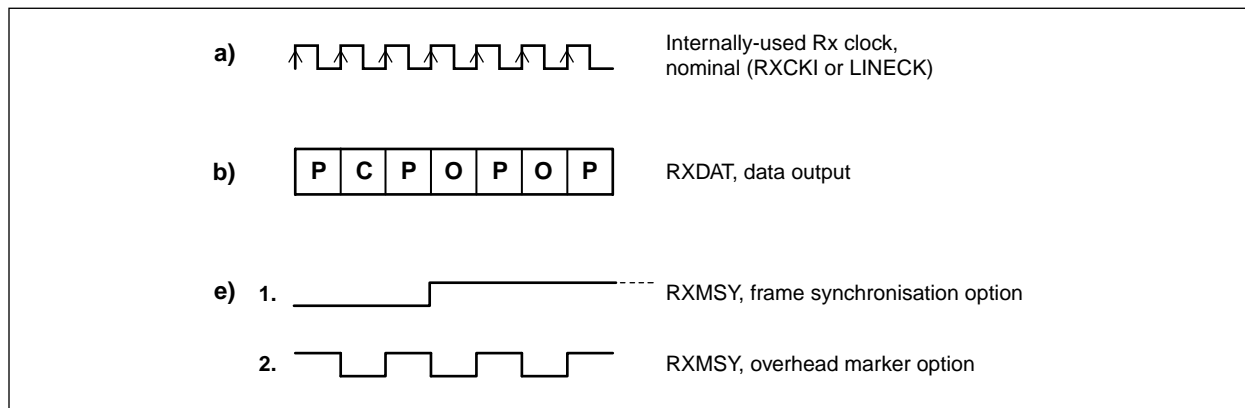 a)
Internally-used Rx clock,
nominal (RXCKI or LINECK)
b) P C P O P O P RXDAT, data output
e) 1. RXMSY, frame synchronisation option
2. RXMSY, overhead marker option